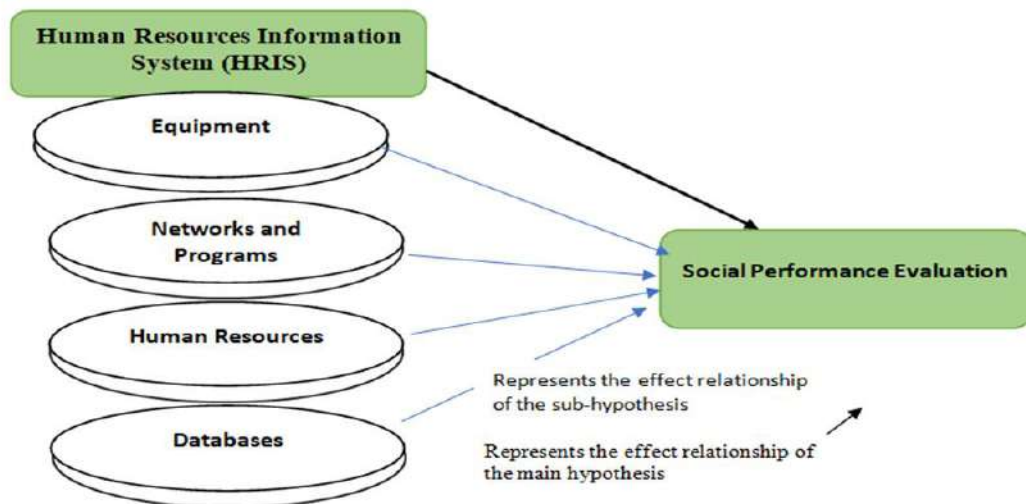 Human Resources Information
System (HRIS)
Equipment
Networks and
Programs
Social Performance Evaluation
Human Resources
Represents the effect relationship
of the sub-hypothesis
Databases
Represents the effect relationship of
the main hypothesis